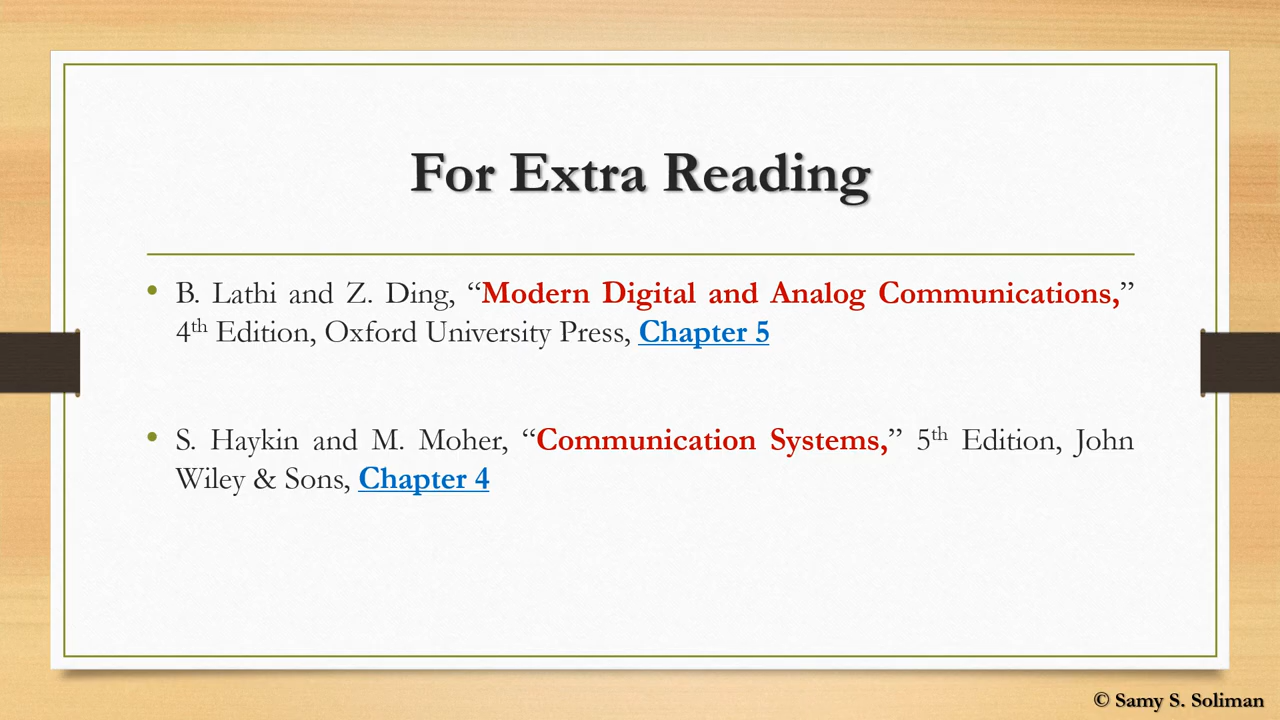 For Extra Reading
• B. Lathi and Z. Ding, “Modern Digital and Analog Communications,”
4th Edition, Oxford University Press, Chapter 5
• S. Haykin and M. Moher, “Communication Systems,” 5th Edition, John
Wiley & Sons, Chapter 4
© Samy S. Soliman